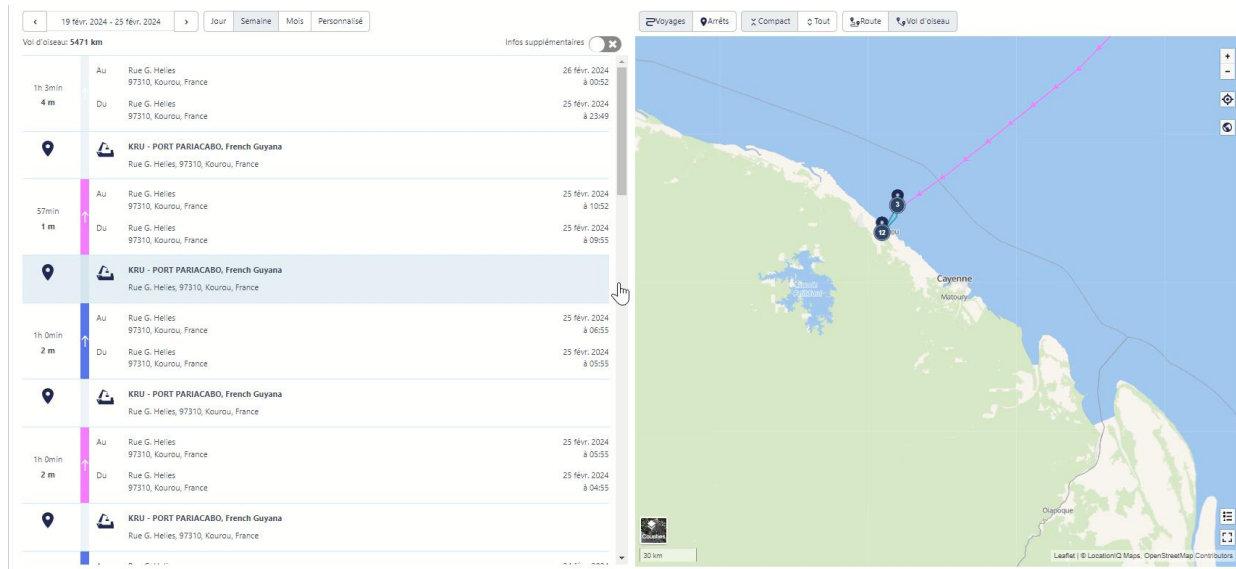 19 févr. 2024 - 25 févr. 2024
Jour Semaine Mois Personnalisé
Vol d'oiseau: 5471 km
Infos supplémentaires
Au Rue G. Helies 26 févr. 2024
97310, Kourou, France à 00:52
1h 3min
4 m
Du Rue G. Helies 25 févr. 2024
97310, Kourou, France à 23:49
KRU - PORT PARIACABO, French Guyana
Rue G. Helies, 97310, Kourou, France
Au Rue G. Helies 25 févr. 2024
97310, Kourou, France à 10:52
57min
1 m
Du Rue G. Helies 25 févr. 2024
97310, Kourou, France à 09:55
KRU - PORT PARIACABO, French Guyana
Rue G. Helies, 97310, Kourou, France
Au Rue G. Helies 25 févr. 2024
97310, Kourou, France à 06:55
1h 0min
2 m
Du Rue G. Helies 25 févr. 2024
97310, Kourou, France à 05:55
KRU - PORT PARIACABO, French Guyana
Rue G. Helies, 97310, Kourou, France
Au Rue G. Helies 25 févr. 2024
97310, Kourou, France à 05:55
1h 0min
2 m
Du Rue G. Helies 25 févr. 2024
97310, Kourou, France à 04:55
KRU - PORT PARIACABO, French Guyana
Rue G. Helies, 97310, Kourou, France
Voyages Arrêts Compact Tout Route Vol d'oiseau
+
-
3
12
Cayenne
Matoury
Oiapoque
Couches
30 km
Leaflet | © LocationIQ Maps, OpenStreetMap Contributors